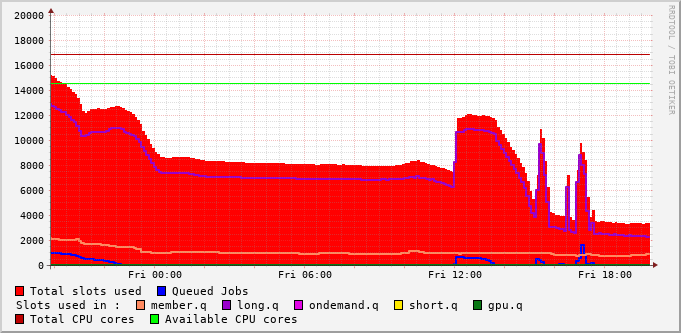 20000
18000
16000
14000
12000
10000
8000
6000
4000
2000
0
Fri 00:00 Fri 06:00 Fri 12:00 Fri 18:00
RRDTOOL / TOBI OETIKER
Total slots used Queued Jobs
Slots used in : member.q long.q ondemand.q short.q gpu.q
Total CPU cores Available CPU cores